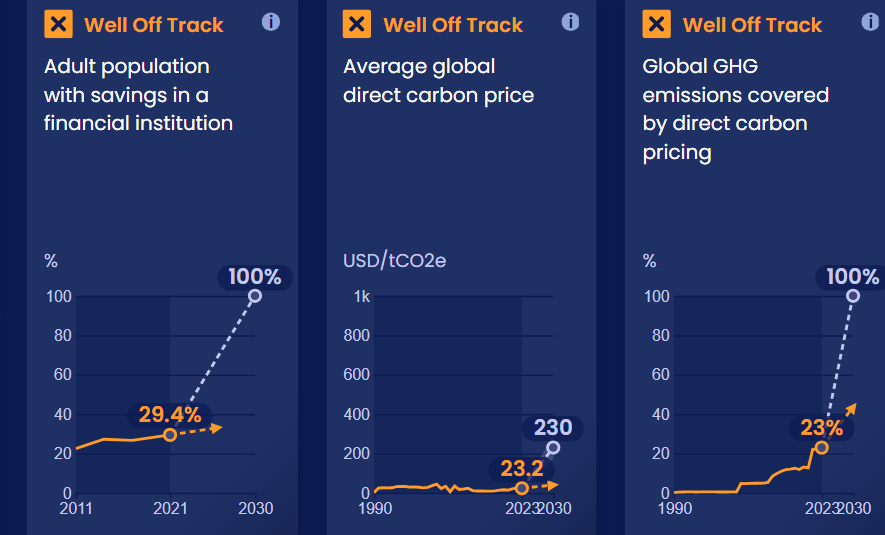 Well Off Track
Adult population
with savings in a
financial institution
%
100%
100
80
60
40
20
0
29.4%
2011
2021
2030
Well Off Track
Average global
direct carbon price
USD/tCO2e
1k
800
600
400
200
0
230
23.2
1990
2023
2030
Well Off Track
Global GHG
emissions covered
by direct carbon
pricing
%
100%
100
80
60
40
20
0
23%
1990
2023
2030